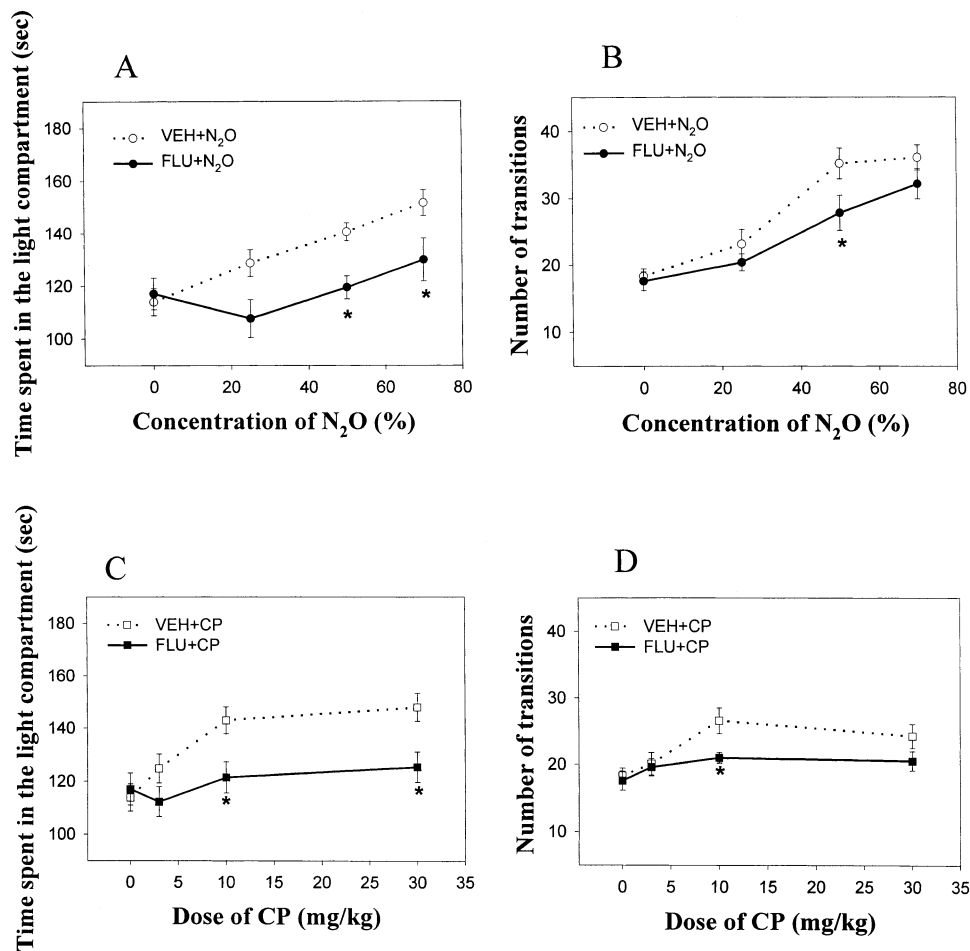 A
Time spent in the light compartment (sec)
180
160
140
120
100
VEH+N₂O
FLU+N₂O
*
*
0 20 40 60 80
Concentration of N₂O (%)
B
Number of transitions
40
30
20
10
VEH+N₂O
FLU+N₂O
*
0 20 40 60 80
Concentration of N₂O (%)
C
Time spent in the light compartment (sec)
180
160
140
120
100
VEH+CP
FLU+CP
*
*
0 5 10 15 20 25 30 35
Dose of CP (mg/kg)
D
Number of transitions
40
30
20
10
VEH+CP
FLU+CP
*
0 5 10 15 20 25 30 35
Dose of CP (mg/kg)